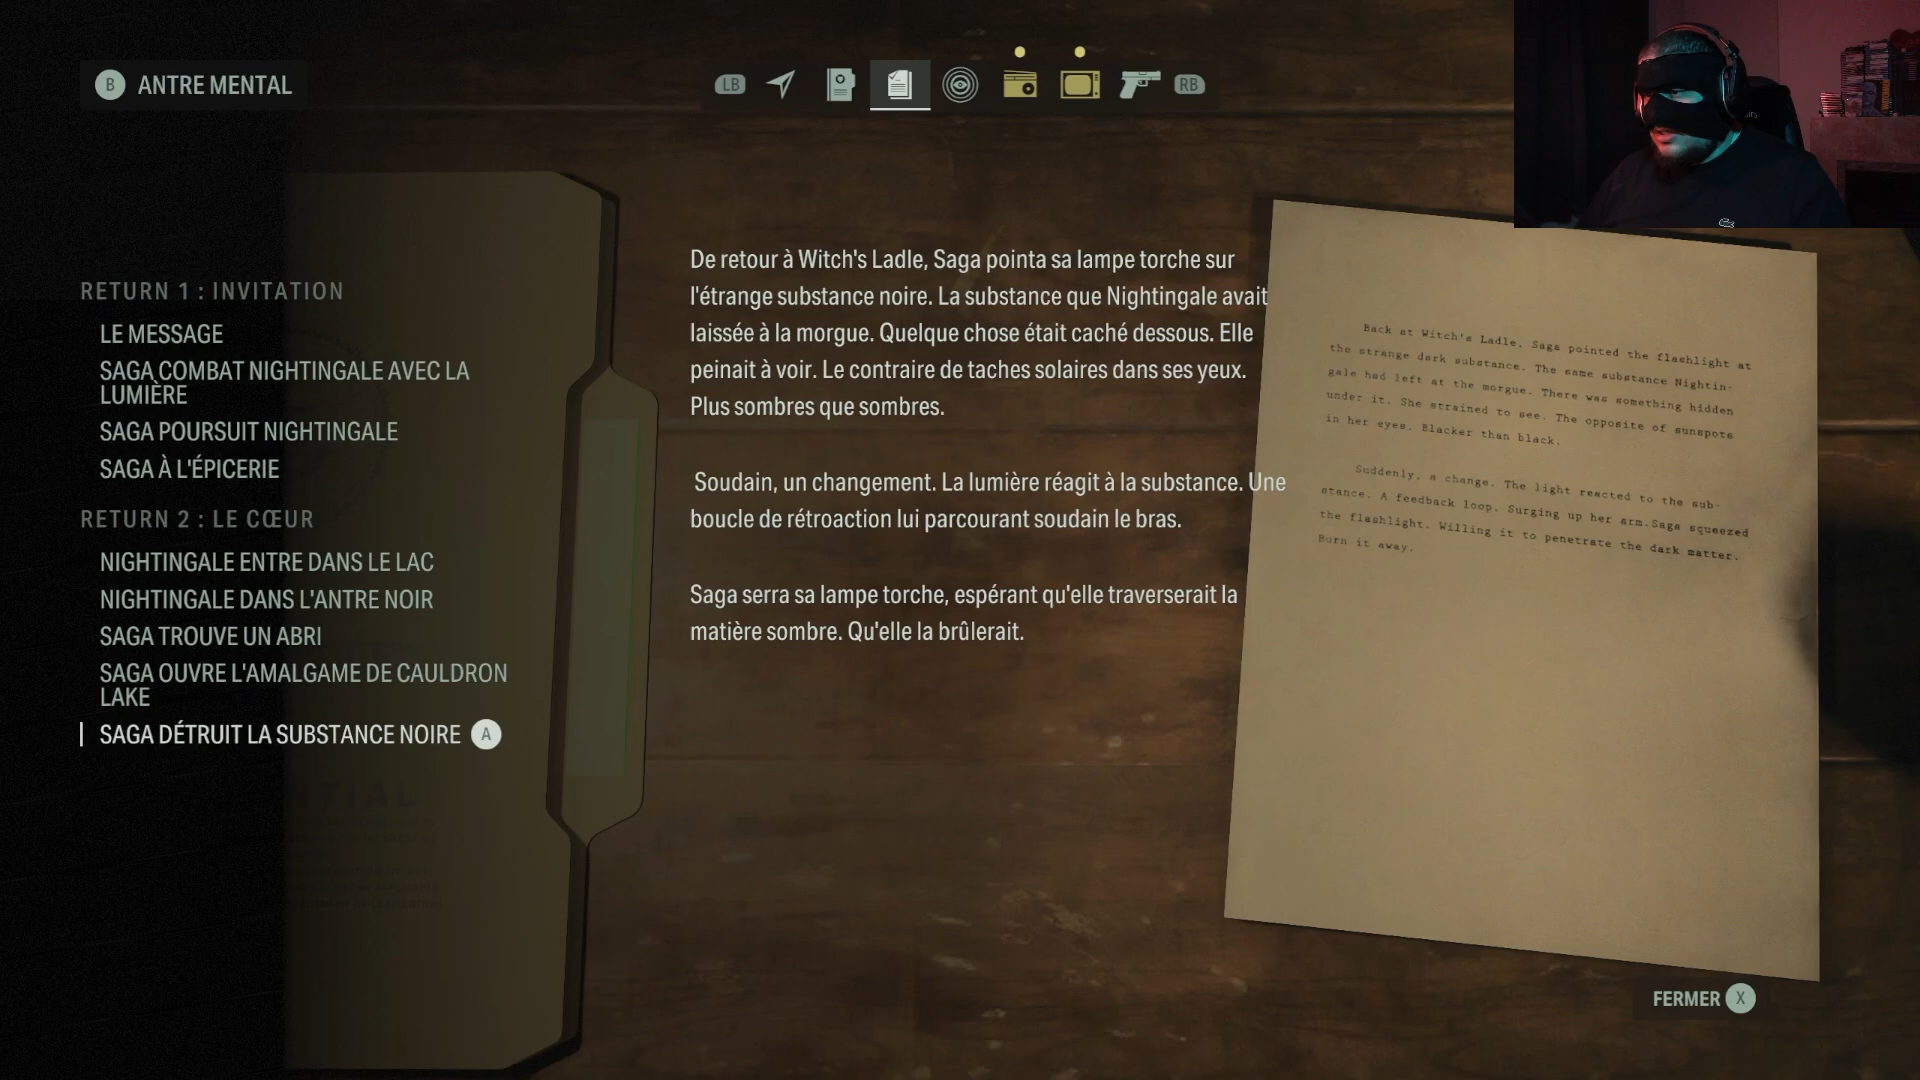 B ANTRE MENTAL
LB
RB
RETURN 1 : INVITATION
LE MESSAGE
SAGA COMBAT NIGHTINGALE AVEC LA
LUMIÈRE
SAGA POURSUIT NIGHTINGALE
SAGA À L'ÉPICERIE
RETURN 2 : LE CŒUR
NIGHTINGALE ENTRE DANS LE LAC
NIGHTINGALE DANS L'ANTRE NOIR
SAGA TROUVE UN ABRI
SAGA OUVRE L'AMALGAME DE CAULDRON
LAKE
SAGA DÉTRUIT LA SUBSTANCE NOIRE A
De retour à Witch's Ladle, Saga pointa sa lampe torche sur
l'étrange substance noire. La substance que Nightingale avait
laissée à la morgue. Quelque chose était caché dessous. Elle
peinait à voir. Le contraire de taches solaires dans ses yeux.
Plus sombres que sombres.
Soudain, un changement. La lumière réagit à la substance. Une
boucle de rétroaction lui parcourant soudain le bras.
Saga serra sa lampe torche, espérant qu'elle traverserait la
matière sombre. Qu'elle la brûlerait.
Back at Witch's Ladle, Saga pointed the flashlight at
the strange dark substance. The same substance Nightin-
gale had left at the morgue. There was something hidden
under it. She strained to see. The opposite of sunspots
in her eyes. Blacker than black.
Suddenly, a change. The light reacted to the sub-
stance. A feedback loop. Surging up her arm.Saga squeezed
the flashlight. Willing it to penetrate the dark matter.
Burn it away.
FERMER X